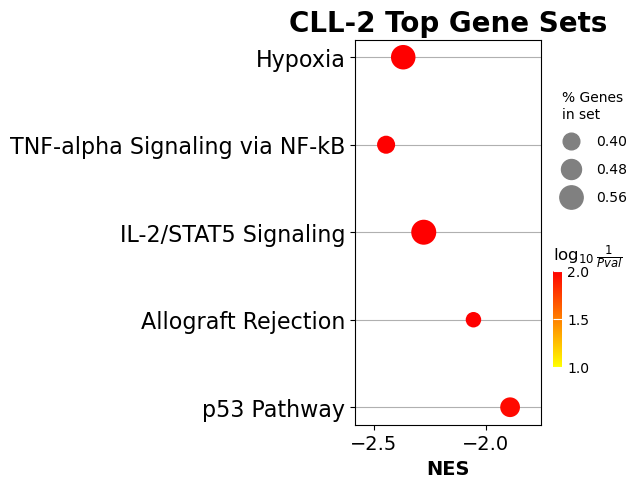 CLL-2 Top Gene Sets
Hypoxia
TNF-alpha Signaling via NF-kB
IL-2/STAT5 Signaling
Allograft Rejection
p53 Pathway
−2.5 −2.0
NES
% Genes
in set
0.40
0.48
0.56
log10 1/Pval
2.0
1.5
1.0